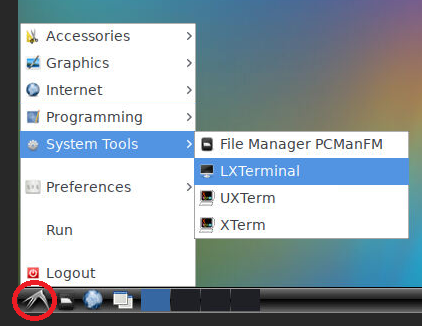 Accessories
Graphics
Internet
Programming
System Tools
File Manager PCManFM
LXTerminal
UXTerm
XTerm
Preferences
Run
Logout